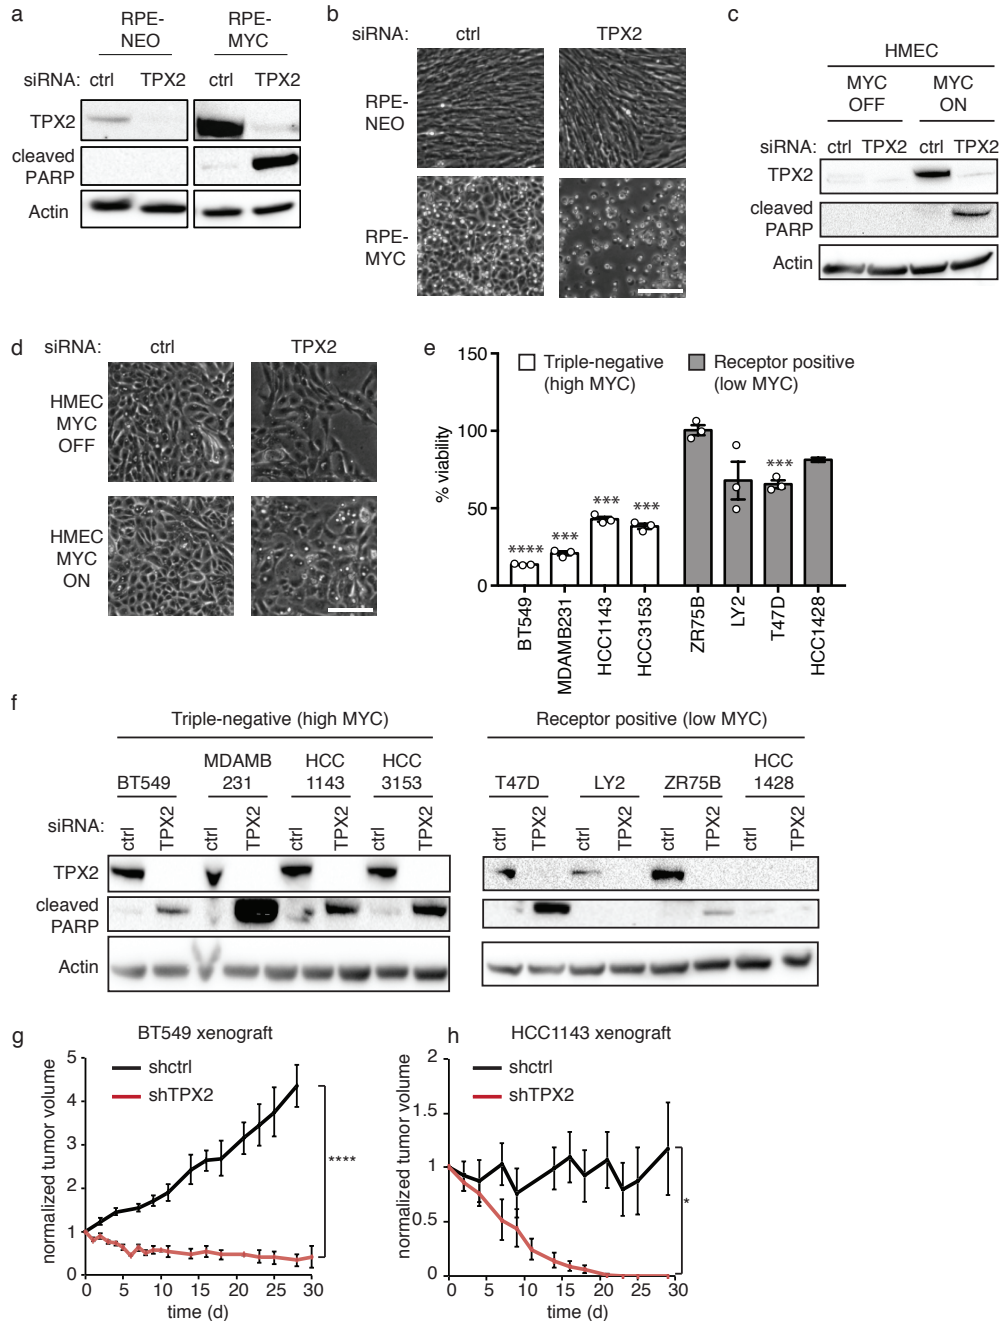 a
RPE-
NEO
RPE-
MYC
siRNA: ctrl TPX2 ctrl TPX2
TPX2
cleaved
PARP
Actin
b
siRNA: ctrl TPX2
RPE-
NEO
RPE-
MYC
c
HMEC
MYC
OFF
MYC
ON
siRNA: ctrl TPX2 ctrl TPX2
TPX2
cleaved
PARP
Actin
d
siRNA: ctrl TPX2
HMEC
MYC
OFF
HMEC
MYC
ON
e
% viability
150
100
50
0
Triple-negative
(high MYC)
Receptor positive
(low MYC)
****
***
***
***
***
BT549
MDAMB231
HCC1143
HCC3153
ZR75B
LY2
T47D
HCC1428
f
Triple-negative (high MYC)
Receptor positive (low MYC)
BT549
MDAMB
231
HCC
1143
HCC
3153
T47D
LY2
ZR75B
HCC
1428
siRNA: ctrl TPX2 ctrl TPX2 ctrl TPX2 ctrl TPX2 ctrl TPX2 ctrl TPX2 ctrl TPX2 ctrl TPX2
TPX2
cleaved
PARP
Actin
g
BT549 xenograft
normalized tumor volume
5
4
3
2
1
0
shctrl
shTPX2
****
0 5 10 15 20 25 30
time (d)
h
HCC1143 xenograft
normalized tumor volume
2
1.5
1
0.5
0
shctrl
shTPX2
*
0 5 10 15 20 25 30
time (d)